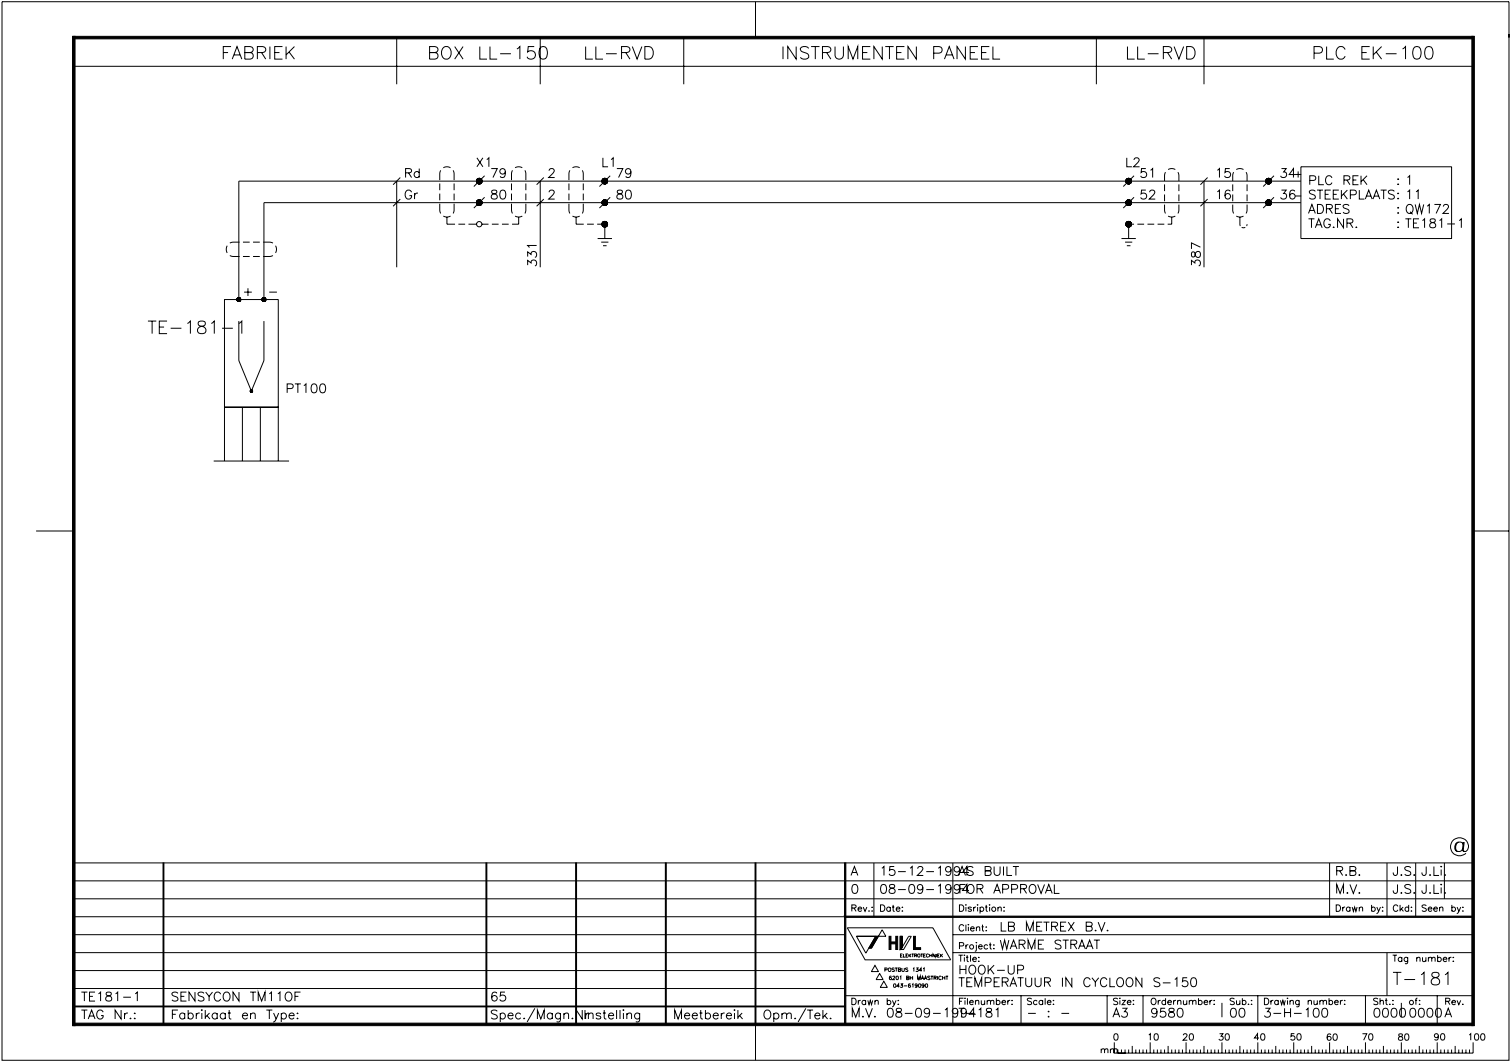 FABRIEK BOX LL-150 LL-RVD INSTRUMENTEN PANEEL LL-RVD PLC EK-100
X1 L1 L2
Rd 79 2 79 51 15 34+
Gr 80 2 80 52 16 36-
PLC REK : 1
STEEKPLAATS: 11
ADRES : QW172
TAG.NR. : TE181-1
331 387
+ -
TE-181-1
PT100
@
A 15-12-1994 AS BUILT R.B. J.S. J.Li.
0 08-09-1994 FOR APPROVAL M.V. J.S. J.Li.
Rev.: Date: Disription: Drawn by: Ckd: Seen by:
HVL
ELEKTROTECHNIEK
POSTBUS 1341
6201 BH MAASTRICHT
043-619090
Client: LB METREX B.V.
Project: WARME STRAAT
Title:
HOOK-UP
TEMPERATUUR IN CYCLOON S-150
Tag number:
T-181
Drawn by: Filenumber: Scale: Size: Ordernumber: Sub.: Drawing number: Sht.: of: Rev.
M.V. 08-09-1994 T-181 - : - A3 9580 00 3-H-100 0000 0000 A
TE181-1 SENSYCON TM110F 65
TAG Nr.: Fabrikaat en Type: Spec./Magn.Nr. Instelling Meetbereik Opm./Tek.
mm 0 10 20 30 40 50 60 70 80 90 100